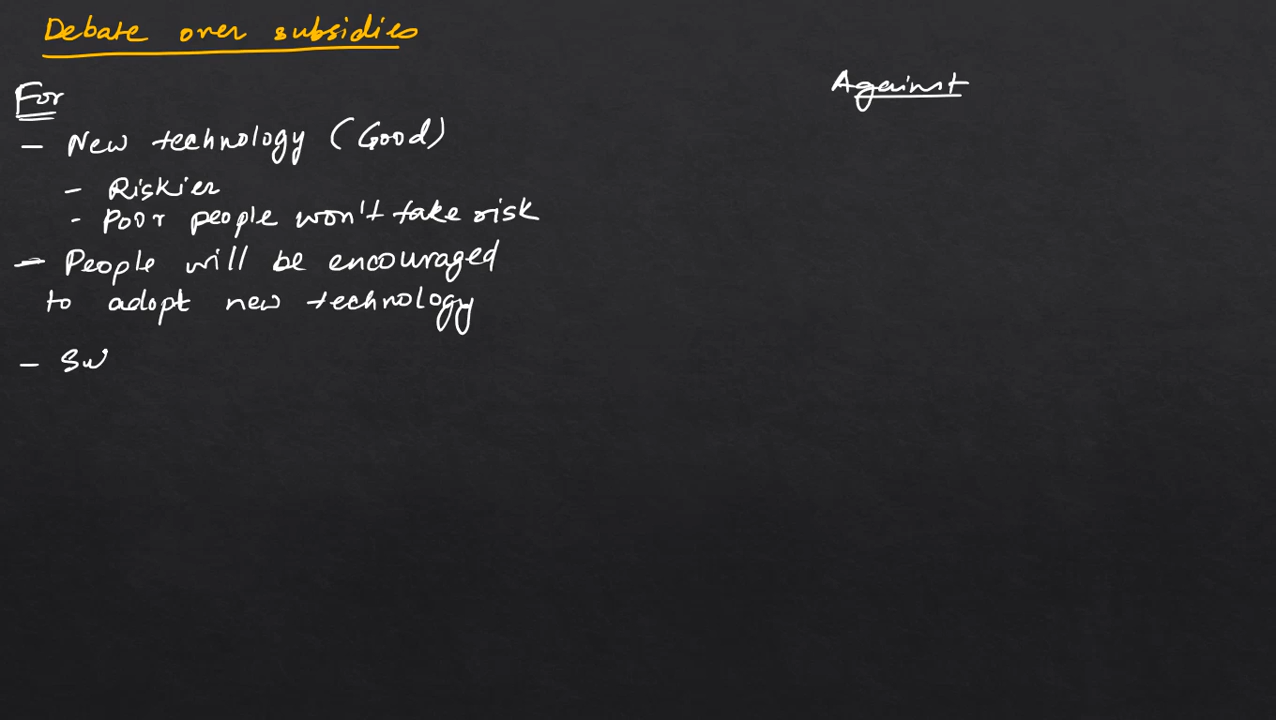 Debate over subsidies
For
Against
- New technology (Good)
- Riskier
- Poor people won't take risk
- People will be encouraged
to adopt new technology
- Sw